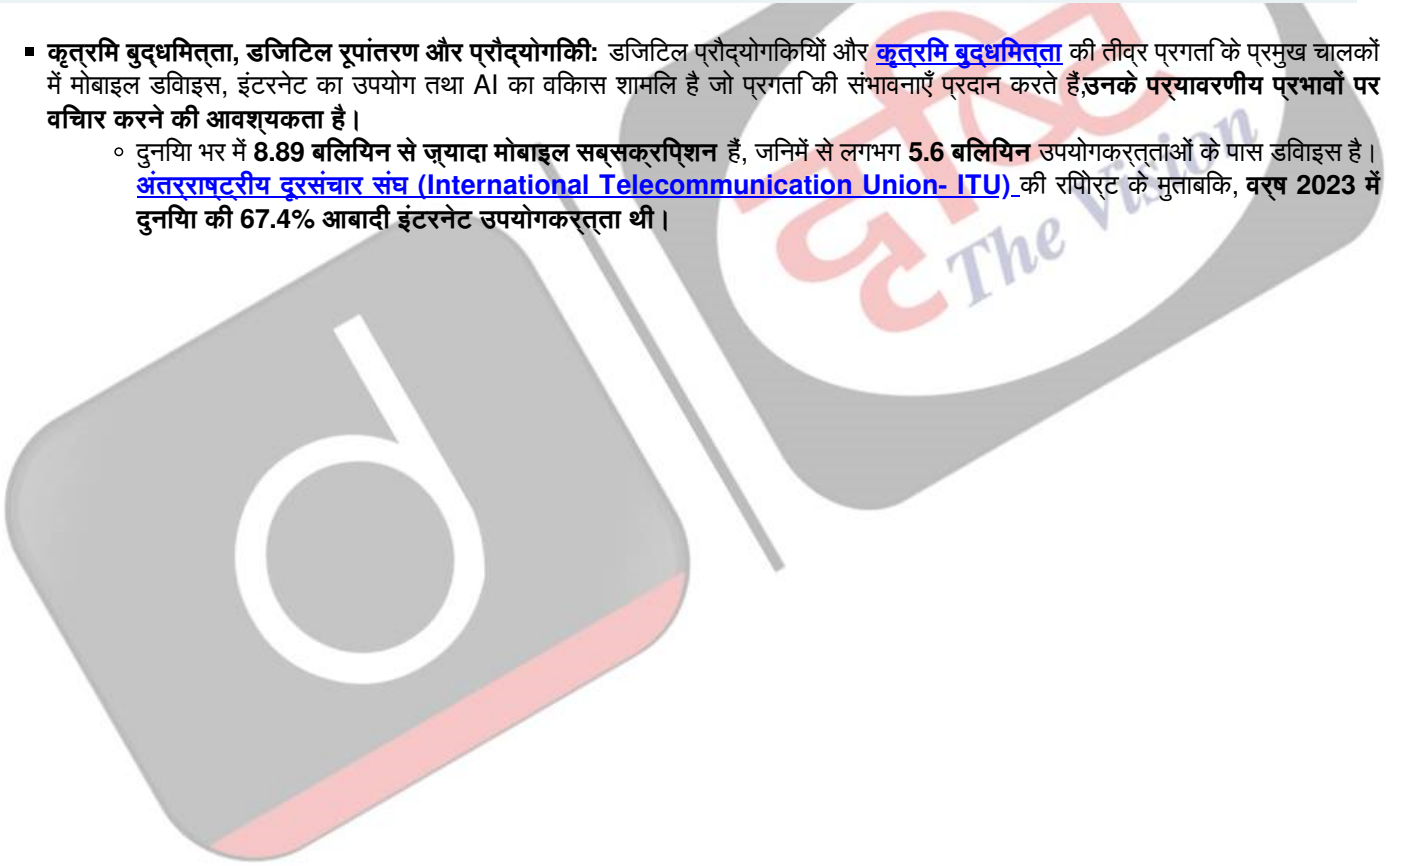 ▪ कृत्रिम बुद्धिमित्ता, डिजिटल रूपांतरण और प्रौद्योगिकी: डिजिटल प्रौद्योगिकियों और कृत्रिम बुद्धिमित्ता की तीव्र प्रगति के प्रमुख चालकों
में मोबाइल डिवाइस, इंटरनेट का उपयोग तथा AI का विकास शामिल है जो प्रगति की संभावनाएँ प्रदान करते हैं,उनके पर्यावरणीय प्रभावों पर
विचार करने की आवश्यकता है।
○ दुनिया भर में 8.89 बिलियन से ज़्यादा मोबाइल सब्सक्रिप्शन हैं, जिनमें से लगभग 5.6 बिलियन उपयोगकर्त्ताओं के पास डिवाइस है।
अंतर्राष्ट्रीय दूरसंचार संघ (International Telecommunication Union- ITU) की रिपोर्ट के मुताबिक, वर्ष 2023 में
दुनिया की 67.4% आबादी इंटरनेट उपयोगकर्त्ता थी।
दृष्टि
The Vision
d